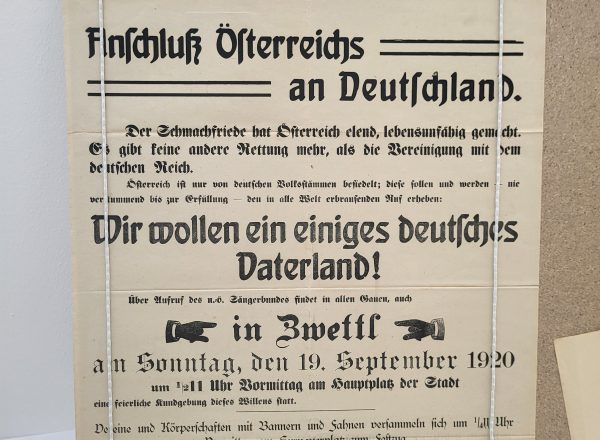 Anschluß Österreichs
an Deutschland.
Der Schmachfriede hat Österreich elend, lebensunfähig gemacht.
Es gibt keine andere Rettung mehr, als die Vereinigung mit dem
deutschen Reich.
Österreich ist nur von deutschen Volksstämmen besiedelt; diese sollen und werden — nie
verstummend bis zur Erfüllung — den in alle Welt erbrausenden Ruf erheben:
Wir wollen ein einiges deutsches
Vaterland!
Über Aufruf des n.-ö. Sängerbundes findet in allen Gauen, auch
in Zwettl
am Sonntag, den 19. September 1920
um ½11 Uhr Vormittag am Hauptplatz der Stadt
eine feierliche Kundgebung dieses Willens statt.
Vereine und Körperschaften mit Bannern und Fahnen versammeln sich um ¼11 Uhr
zum Festzug